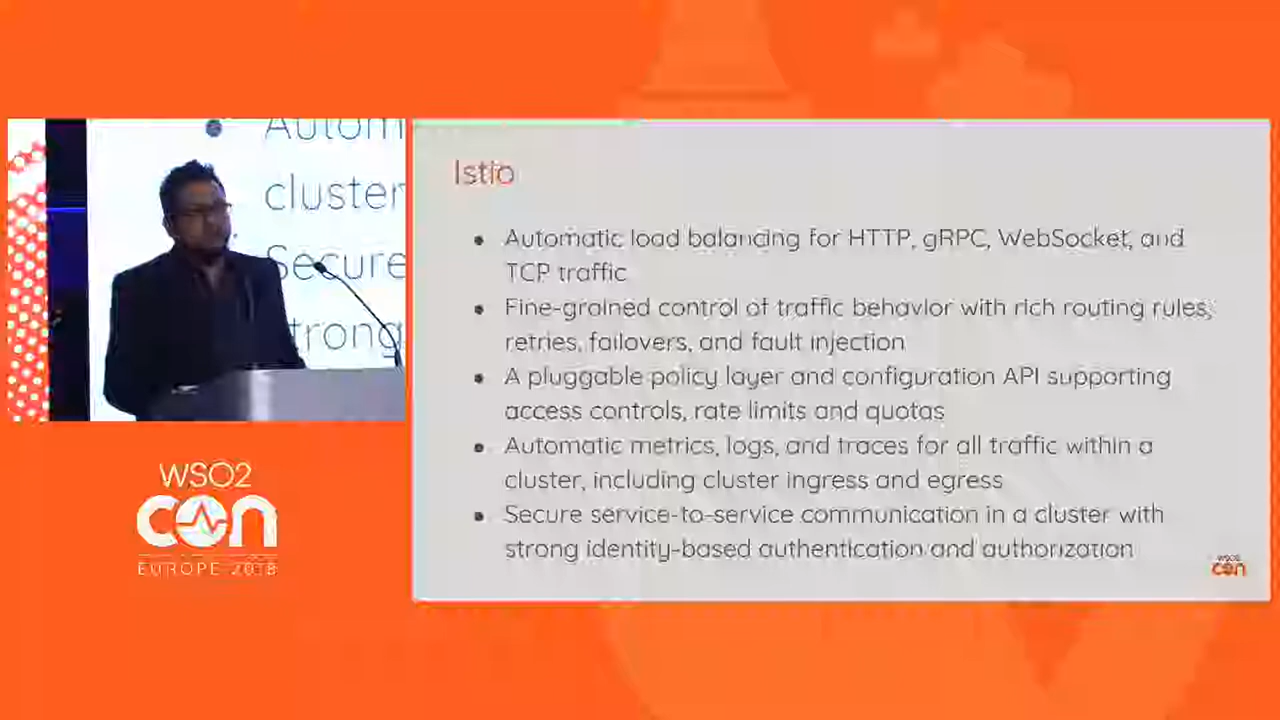 Autom
cluster
Secure
trong
WSO2
con
EUROPE 2018
Istio
• Automatic load balancing for HTTP, gRPC, WebSocket, and
TCP traffic
• Fine-grained control of traffic behavior with rich routing rules,
retries, failovers, and fault injection
• A pluggable policy layer and configuration API supporting
access controls, rate limits and quotas
• Automatic metrics, logs, and traces for all traffic within a
cluster, including cluster ingress and egress
• Secure service-to-service communication in a cluster with
strong identity-based authentication and authorization
WSO2
con